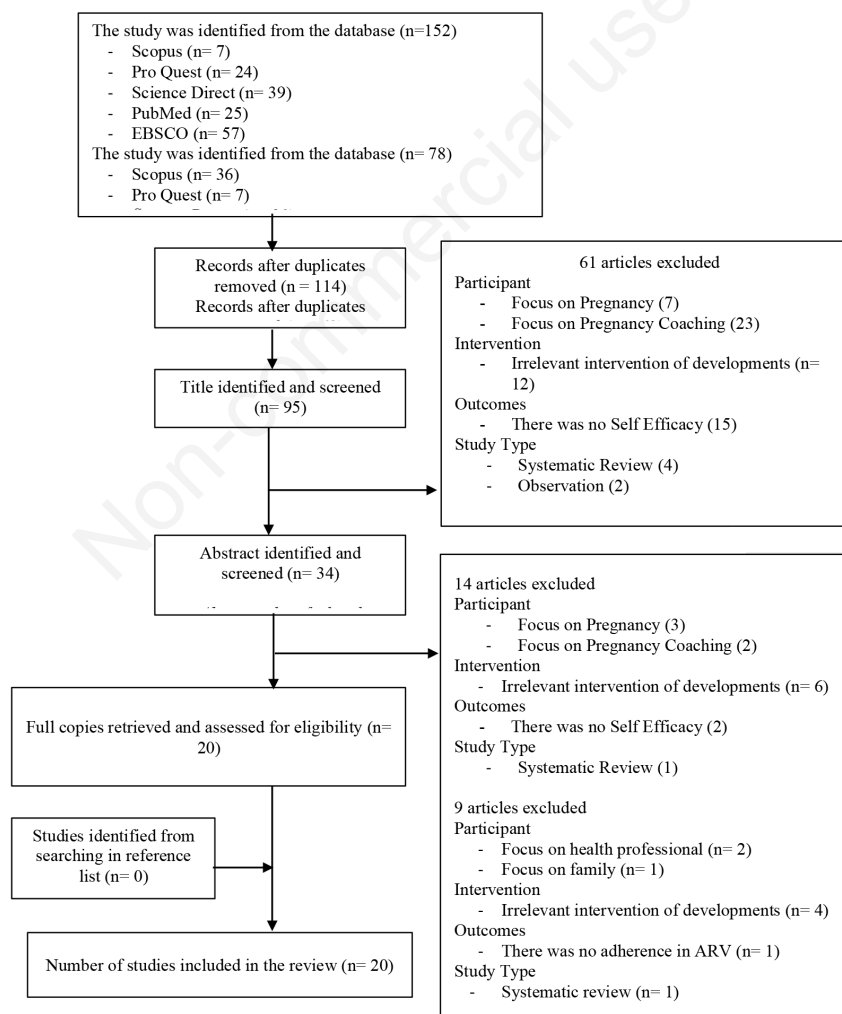 The study was identified from the database (n=152)
- Scopus (n= 7)
- Pro Quest (n= 24)
- Science Direct (n= 39)
- PubMed (n= 25)
- EBSCO (n= 57)
The study was identified from the database (n= 78)
- Scopus (n= 36)
- Pro Quest (n= 7)
Records after duplicates
removed (n = 114)
Records after duplicates
61 articles excluded
Participant
- Focus on Pregnancy (7)
- Focus on Pregnancy Coaching (23)
Intervention
- Irrelevant intervention of developments (n=
12)
Outcomes
- There was no Self Efficacy (15)
Study Type
- Systematic Review (4)
- Observation (2)
Title identified and screened
(n= 95)
Abstract identified and
screened (n= 34)
14 articles excluded
Participant
- Focus on Pregnancy (3)
- Focus on Pregnancy Coaching (2)
Intervention
- Irrelevant intervention of developments (n= 6)
Outcomes
- There was no Self Efficacy (2)
Study Type
- Systematic Review (1)
9 articles excluded
Participant
- Focus on health professional (n= 2)
- Focus on family (n= 1)
Intervention
- Irrelevant intervention of developments (n= 4)
Outcomes
- There was no adherence in ARV (n= 1)
Study Type
- Systematic review (n= 1)
Full copies retrieved and assessed for eligibility (n=
20)
Studies identified from
searching in reference
list (n= 0)
Number of studies included in the review (n= 20)
Non-commercial use